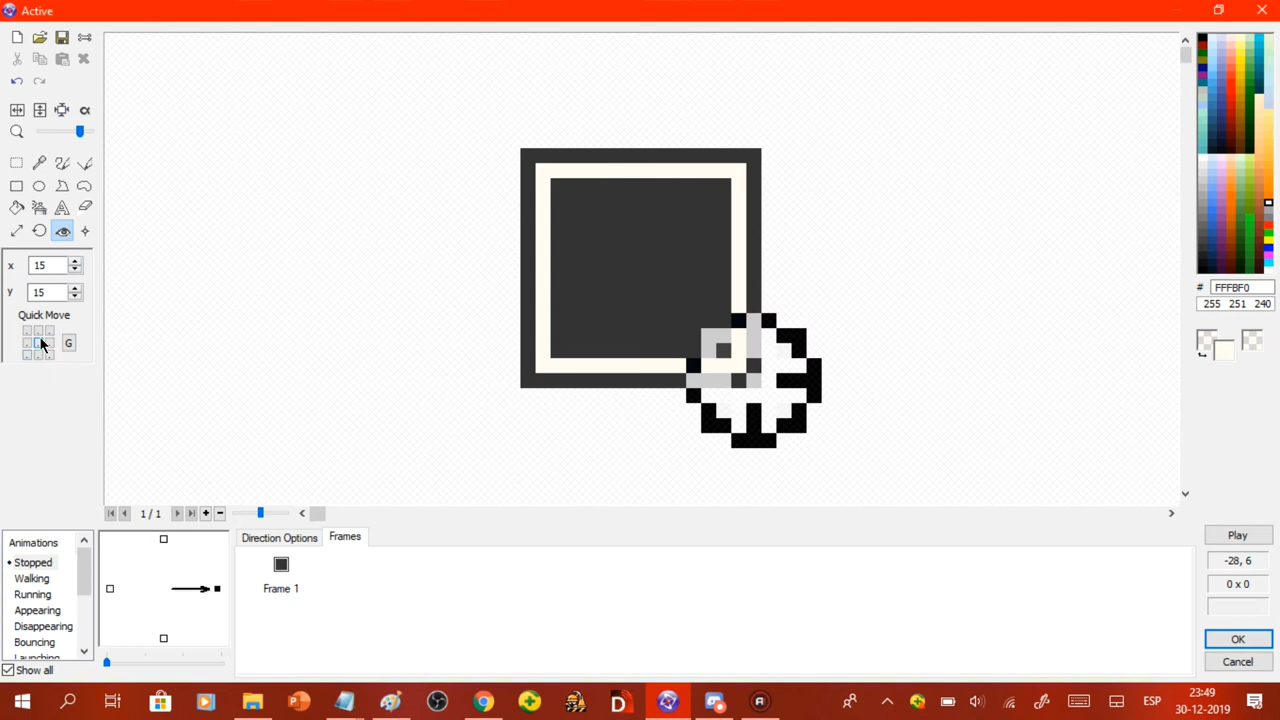 Active
x 15
y 15
Quick Move
G
# FFFBF0
255 251 240
1 / 1
Animations
Stopped
Walking
Running
Appearing
Disappearing
Bouncing
Launching
Show all
Direction Options
Frames
Frame 1
Play
-28, 6
0 x 0
OK
Cancel
ESP
23:49
30-12-2019